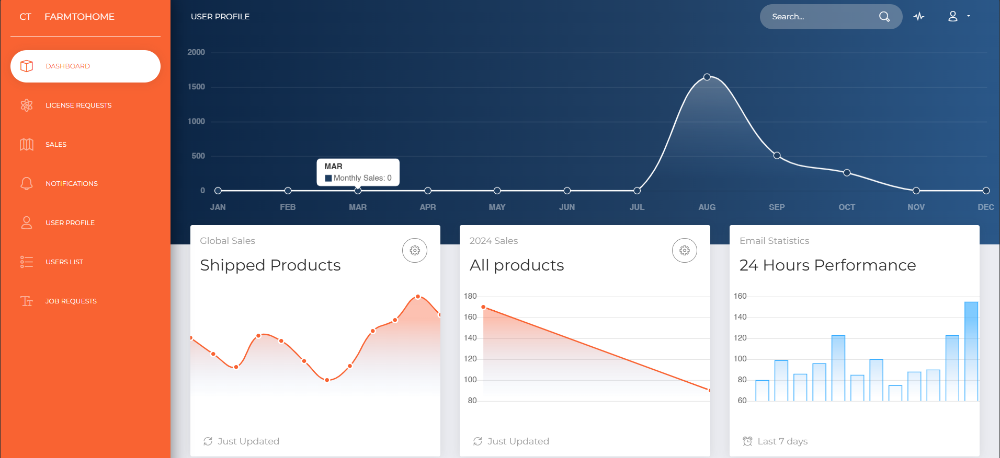 CT FARMTOHOME
DASHBOARD
LICENSE REQUESTS
SALES
NOTIFICATIONS
USER PROFILE
USERS LIST
JOB REQUESTS
USER PROFILE
Search...
2000
1500
1000
500
0
MAR
Monthly Sales: 0
JAN FEB MAR APR MAY JUN JUL AUG SEP OCT NOV DEC
Global Sales
Shipped Products
Just Updated
2024 Sales
All products
180
160
140
120
100
80
Just Updated
Email Statistics
24 Hours Performance
160
140
120
100
80
60
Last 7 days